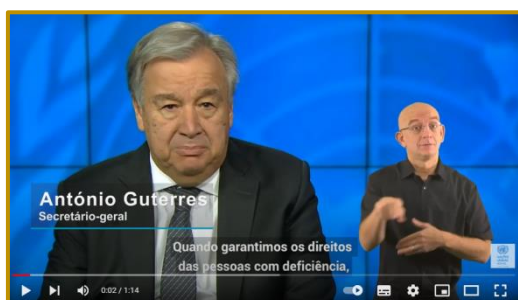 António Guterres
Secretário-geral
Quando garantimos os direitos
das pessoas com deficiência,
0:02 / 1:14